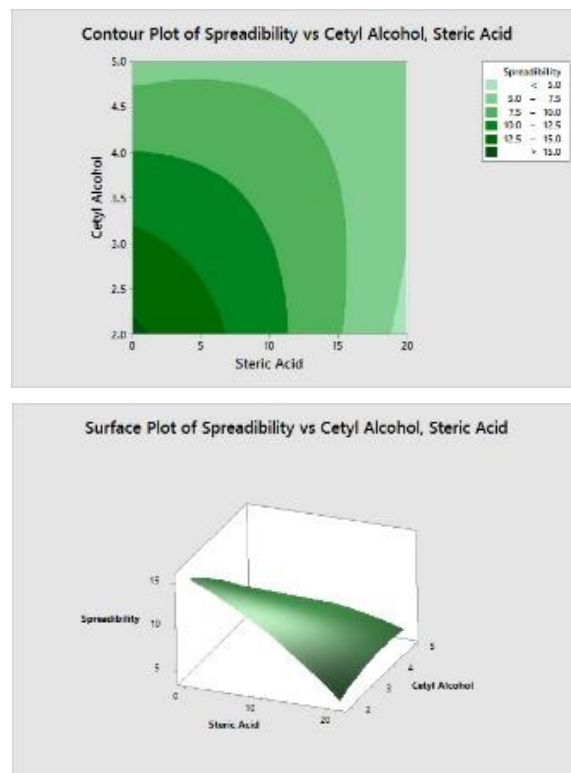 Contour Plot of Spreadibility vs Cetyl Alcohol, Steric Acid
Spreadibility
< 5.0
5.0 – 7.5
7.5 – 10.0
10.0 – 12.5
12.5 – 15.0
> 15.0
5.0
4.5
4.0
3.5
3.0
2.5
2.0
Cetyl Alcohol
0 5 10 15 20
Steric Acid
Surface Plot of Spreadibility vs Cetyl Alcohol, Steric Acid
15
10
5
Spreadibility
0 10 20
Steric Acid
2 3 4 5
Cetyl Alcohol